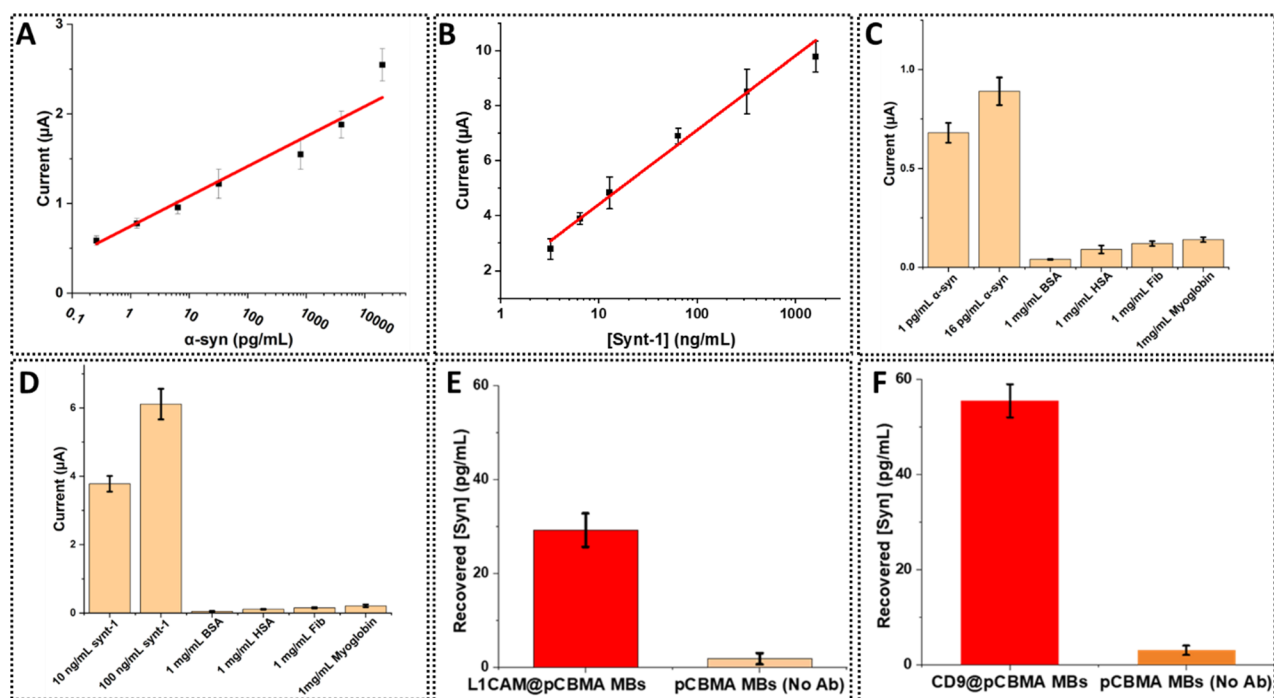 A
Current (µA)
3
2
1
0
0.1
1
10
100
1000
10000
α-syn (pg/mL)
B
Current (µA)
10
8
6
4
2
10
100
1000
[Synt-1] (ng/mL)
C
Current (µA)
1.0
0.5
0.0
1 pg/mL α-syn
16 pg/mL α-syn
1 mg/mL BSA
1 mg/mL HSA
1 mg/mL Fib
1mg/mL Myoglobin
D
Current (µA)
6
4
2
0
10 ng/mL synt-1
100 ng/mL synt-1
1 mg/mL BSA
1 mg/mL HSA
1 mg/mL Fib
1mg/mL Myoglobin
E
Recovered [Syn] (pg/mL)
60
40
20
0
L1CAM@pCBMA MBs
pCBMA MBs (No Ab)
F
Recovered [Syn] (pg/mL)
60
40
20
0
CD9@pCBMA MBs
pCBMA MBs (No Ab)